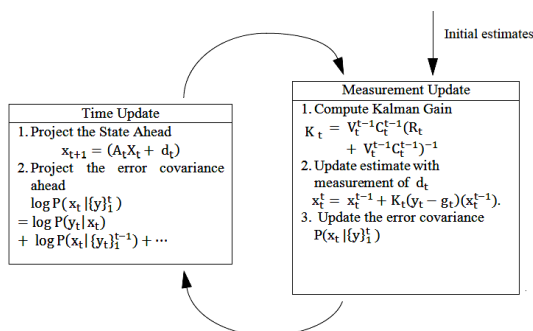 Initial estimates
Time Update
1. Project the State Ahead
x_{t+1} = (A_tX_t + d_t)
2. Project the error covariance
ahead
log P(x_t|{y}_1^t)
= log P(y_t|x_t)
+ log P(x_t|{y_t}_1^{t−1}) + ⋯
Measurement Update
1. Compute Kalman Gain
K_t = V_t^{t−1}C_t^{t−1}(R_t
+ V_t^{t−1}C_t^{t−1})^{−1}
2. Update estimate with
measurement of d_t
x_t^t = x_t^{t−1} + K_t(y_t − g_t)(x_t^{t−1}).
3. Update the error covariance
P(x_t|{y}_1^t)